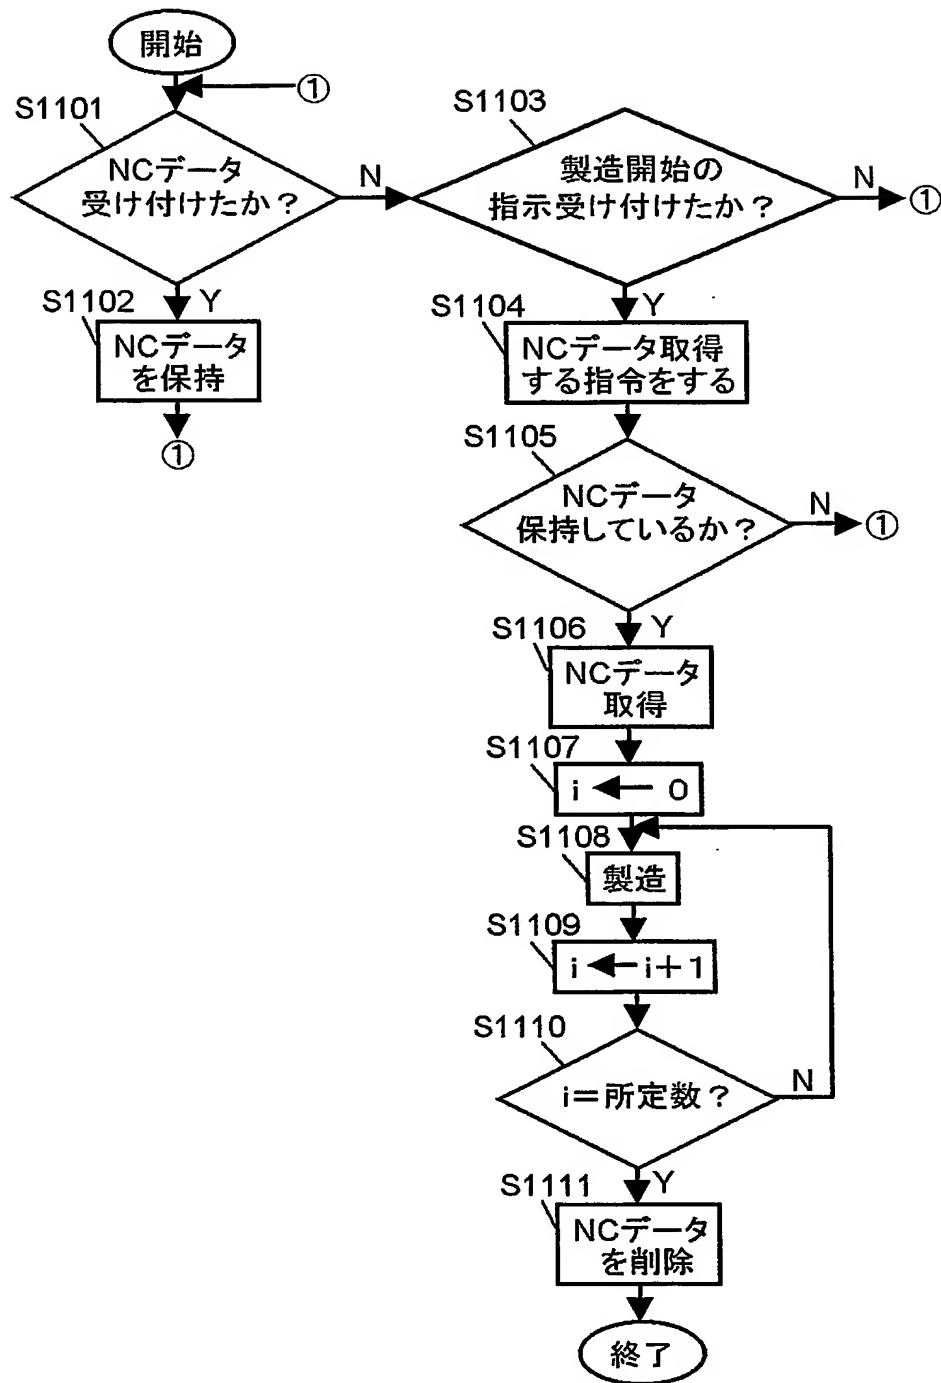 開始
①
S1101
NCデータ
受け付けたか？
N
S1103
製造開始の
指示受け付けたか？
N
①
Y
S1102
NCデータ
を保持
①
Y
S1104
NCデータ取得
する指令をする
S1105
NCデータ
保持しているか？
N
①
Y
S1106
NCデータ
取得
S1107
i ← 0
S1108
製造
S1109
i ← i＋1
S1110
i＝所定数？
N
Y
S1111
NCデータ
を削除
終了